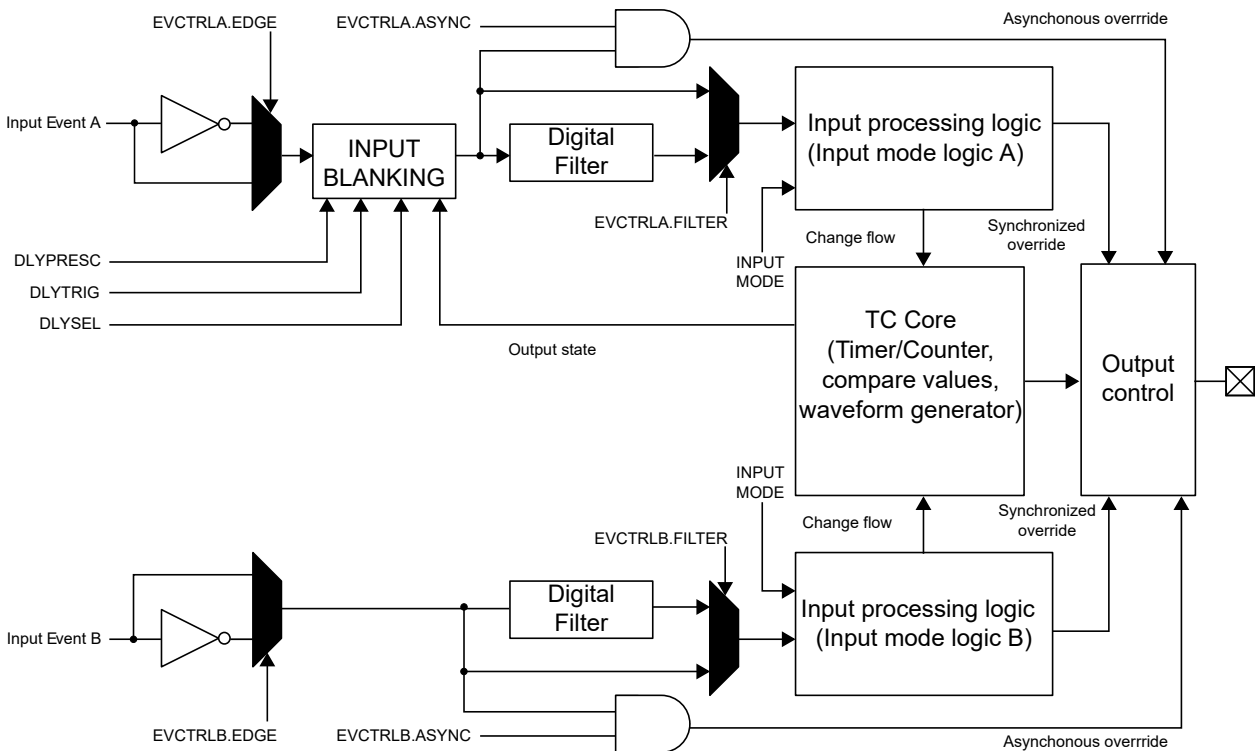 EVCTRLA.EDGE
EVCTRLA.ASYNC
Asynchonous overrride
Input Event A
INPUT
BLANKING
Digital
Filter
Input processing logic
(Input mode logic A)
EVCTRLA.FILTER
Change flow
Synchronized
override
DLYPRESC
DLYTRIG
DLYSEL
INPUT
MODE
Output state
TC Core
(Timer/Counter,
compare values,
waveform generator)
Output
control
INPUT
MODE
Change flow
Synchronized
override
EVCTRLB.FILTER
Digital
Filter
Input Event B
Input processing logic
(Input mode logic B)
EVCTRLB.EDGE
EVCTRLB.ASYNC
Asynchonous overrride